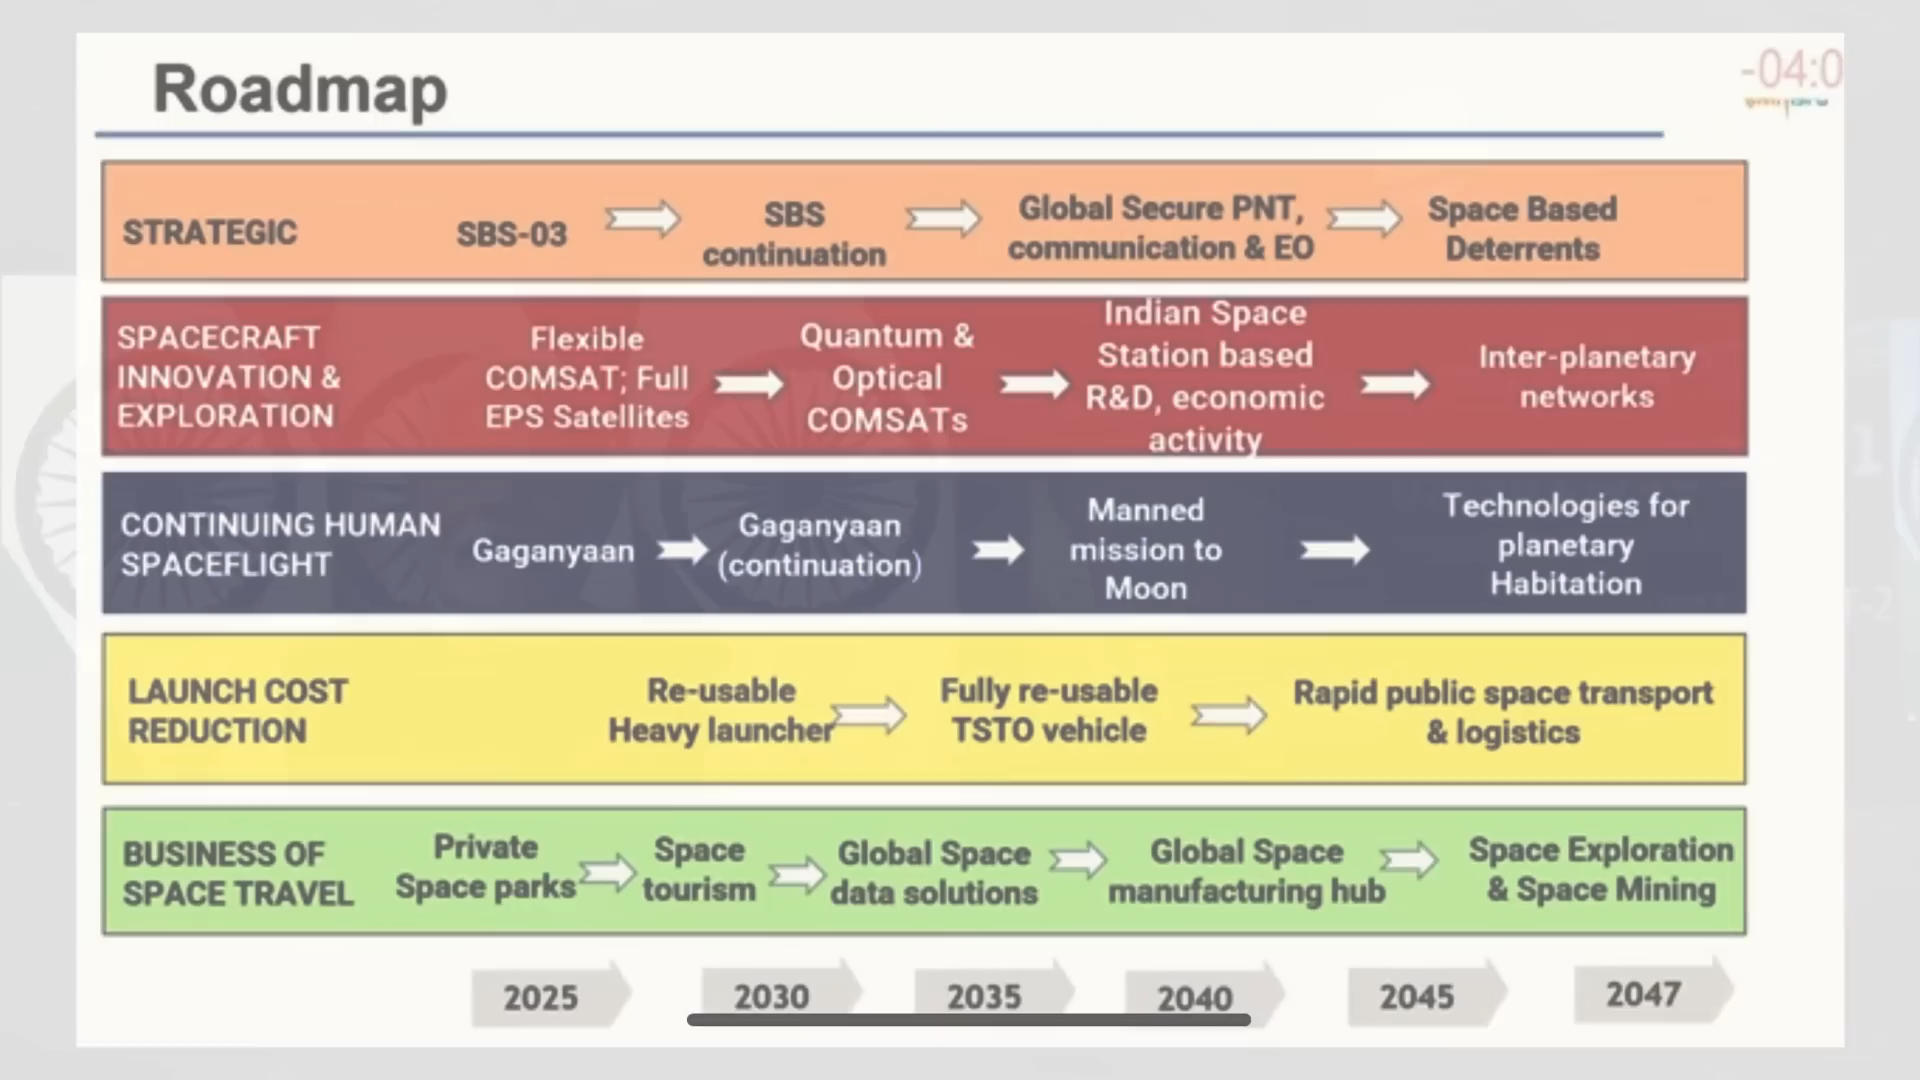 Roadmap
-04:0
STRATEGIC
SBS-03
SBS
continuation
Global Secure PNT,
communication & EO
Space Based
Deterrents
SPACECRAFT
INNOVATION &
EXPLORATION
Flexible
COMSAT; Full
EPS Satellites
Quantum &
Optical
COMSATs
Indian Space
Station based
R&D, economic
activity
Inter-planetary
networks
CONTINUING HUMAN
SPACEFLIGHT
Gaganyaan
Gaganyaan
(continuation)
Manned
mission to
Moon
Technologies for
planetary
Habitation
LAUNCH COST
REDUCTION
Re-usable
Heavy launcher
Fully re-usable
TSTO vehicle
Rapid public space transport
& logistics
BUSINESS OF
SPACE TRAVEL
Private
Space parks
Space
tourism
Global Space
data solutions
Global Space
manufacturing hub
Space Exploration
& Space Mining
2025
2030
2035
2040
2045
2047